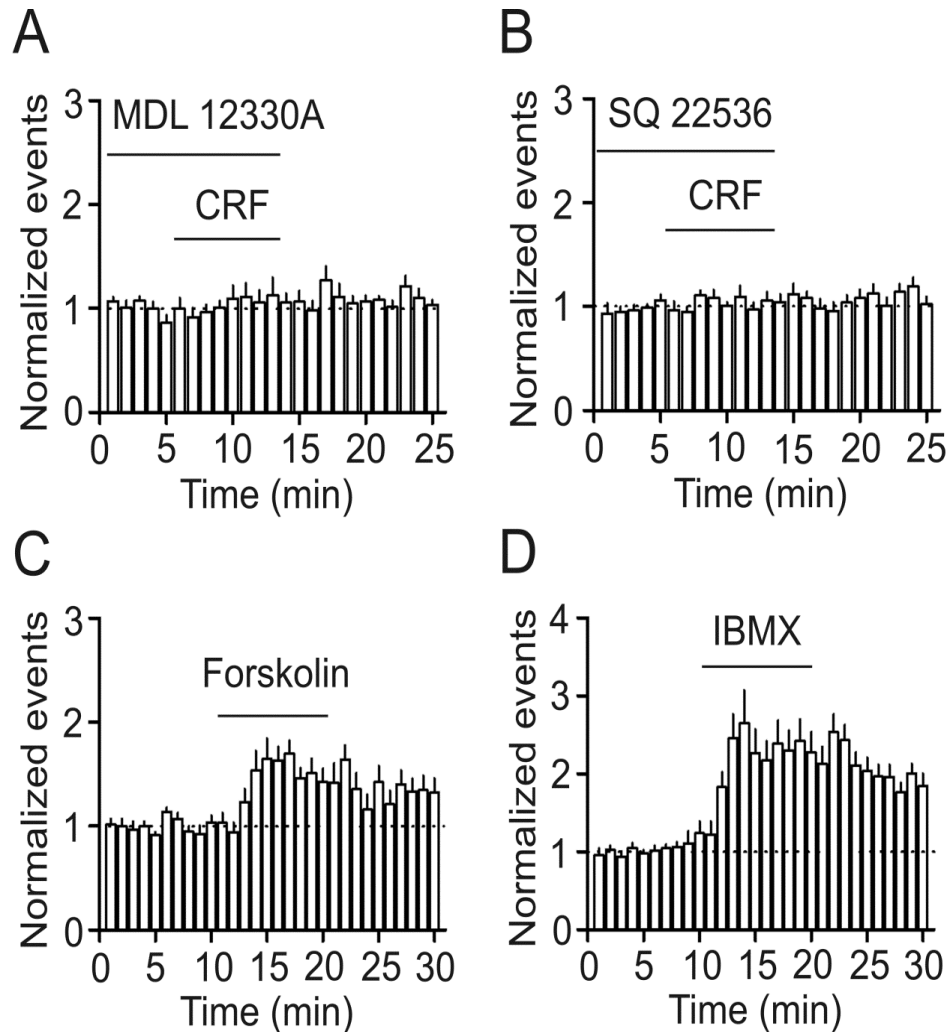 A
Normalized events
3
2
1
0
MDL 12330A
CRF
0 5 10 15 20 25
Time (min)
B
Normalized events
3
2
1
0
SQ 22536
CRF
0 5 10 15 20 25
Time (min)
C
Normalized events
3
2
1
0
Forskolin
0 5 10 15 20 25 30
Time (min)
D
Normalized events
4
3
2
1
0
IBMX
0 5 10 15 20 25 30
Time (min)